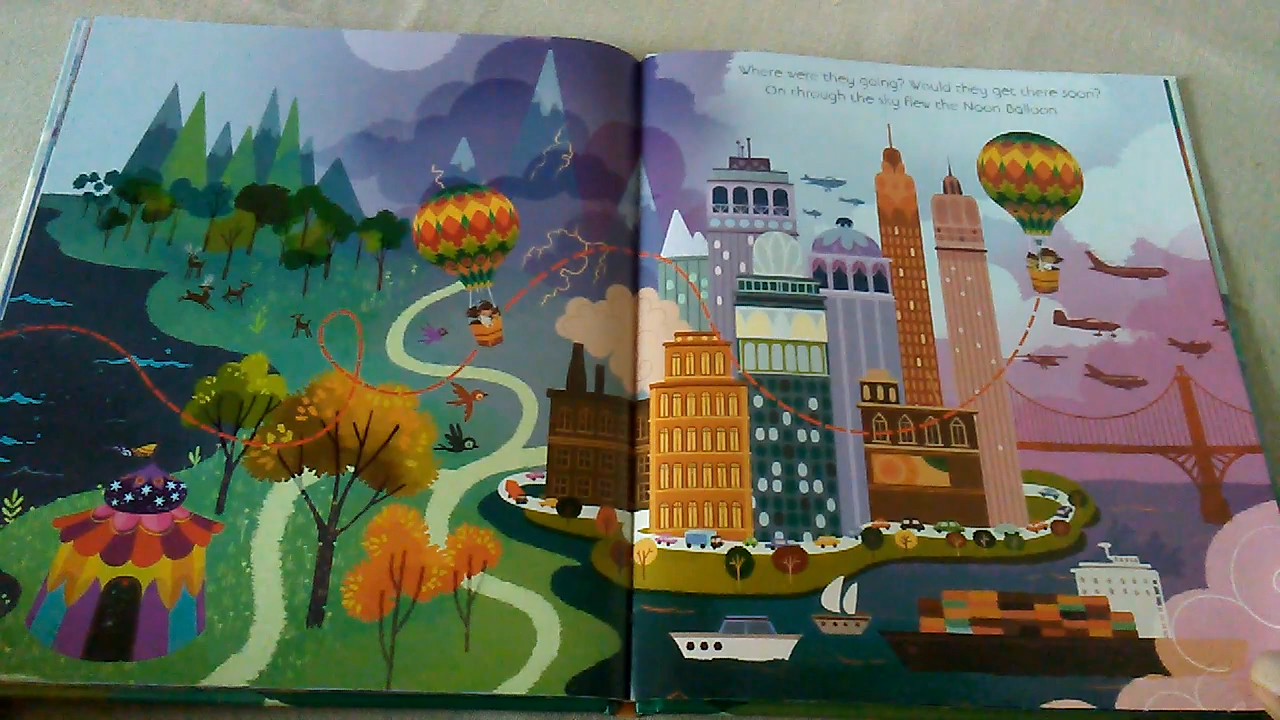 Where were they going? Would they get there soon?
On through the sky flew the Noon Balloon.